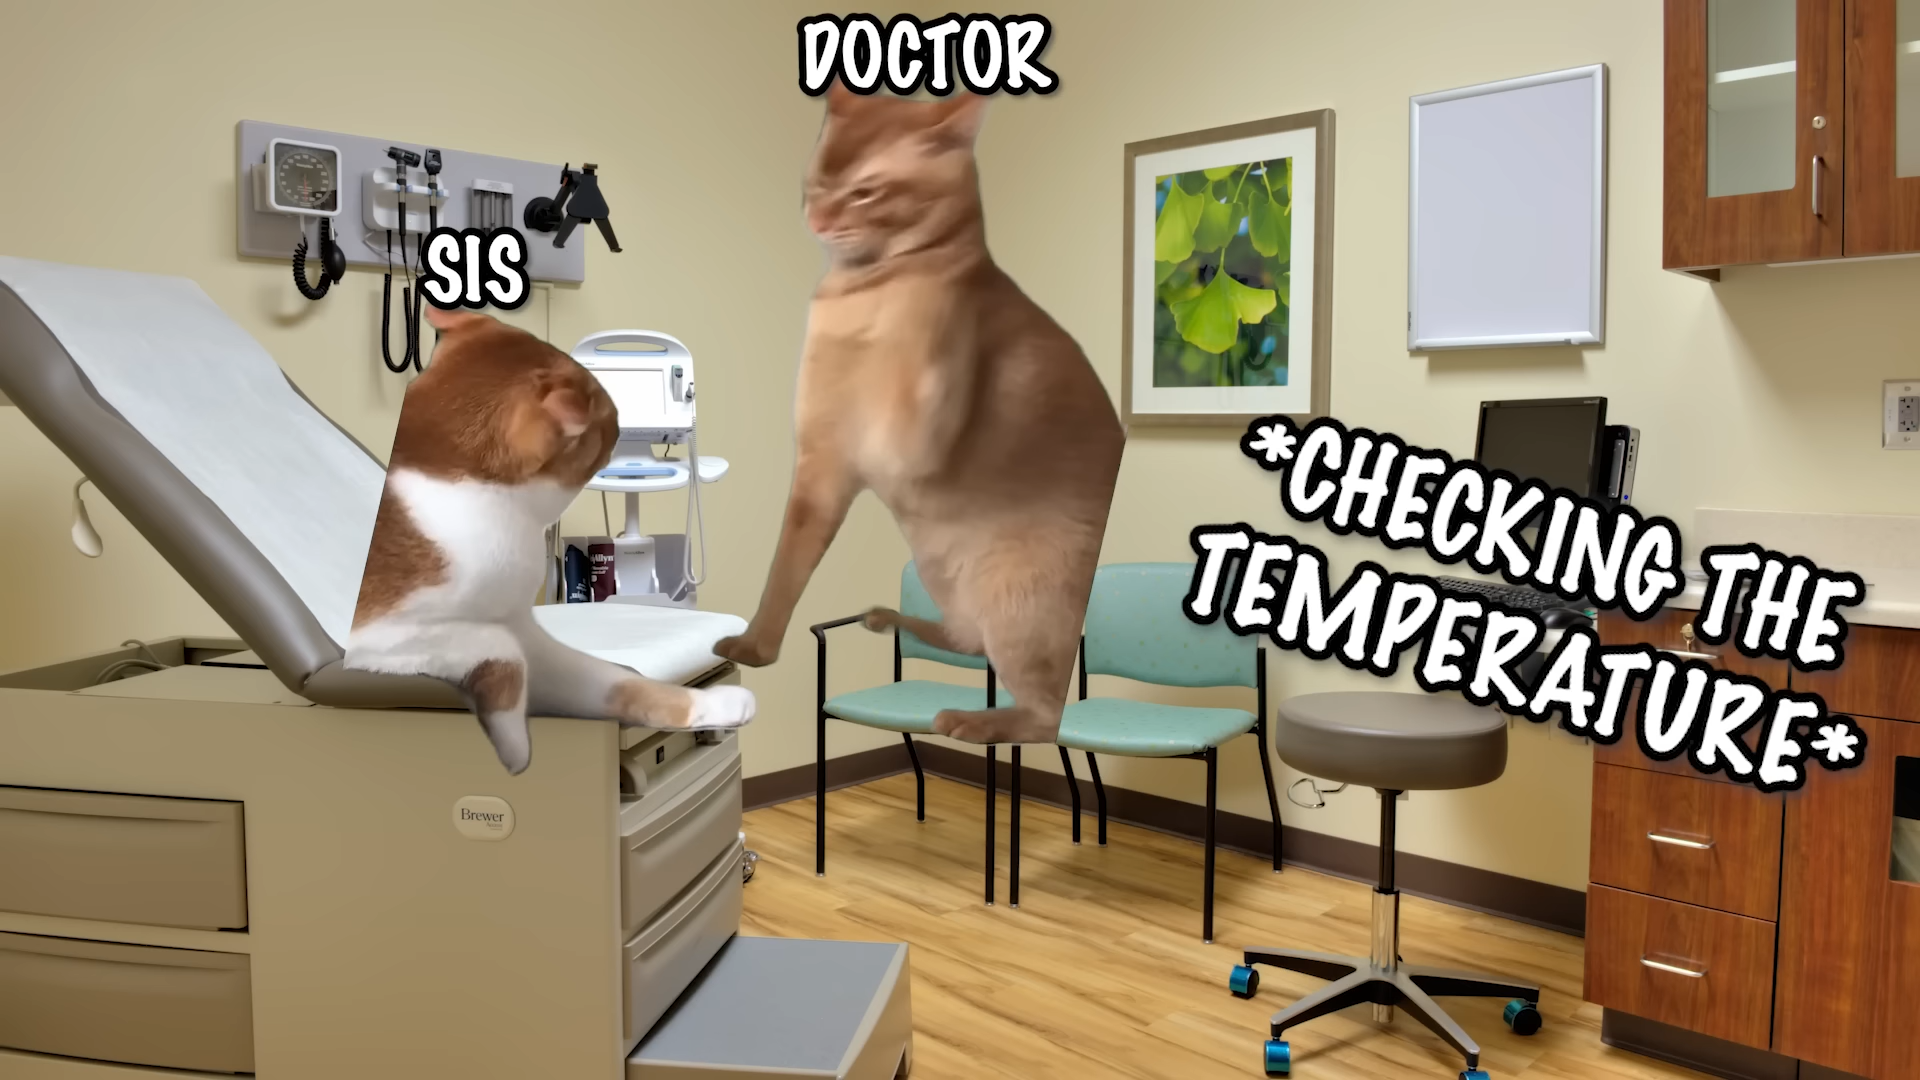 DOCTOR
SIS
*CHECKING THE
TEMPERATURE*
Brewer